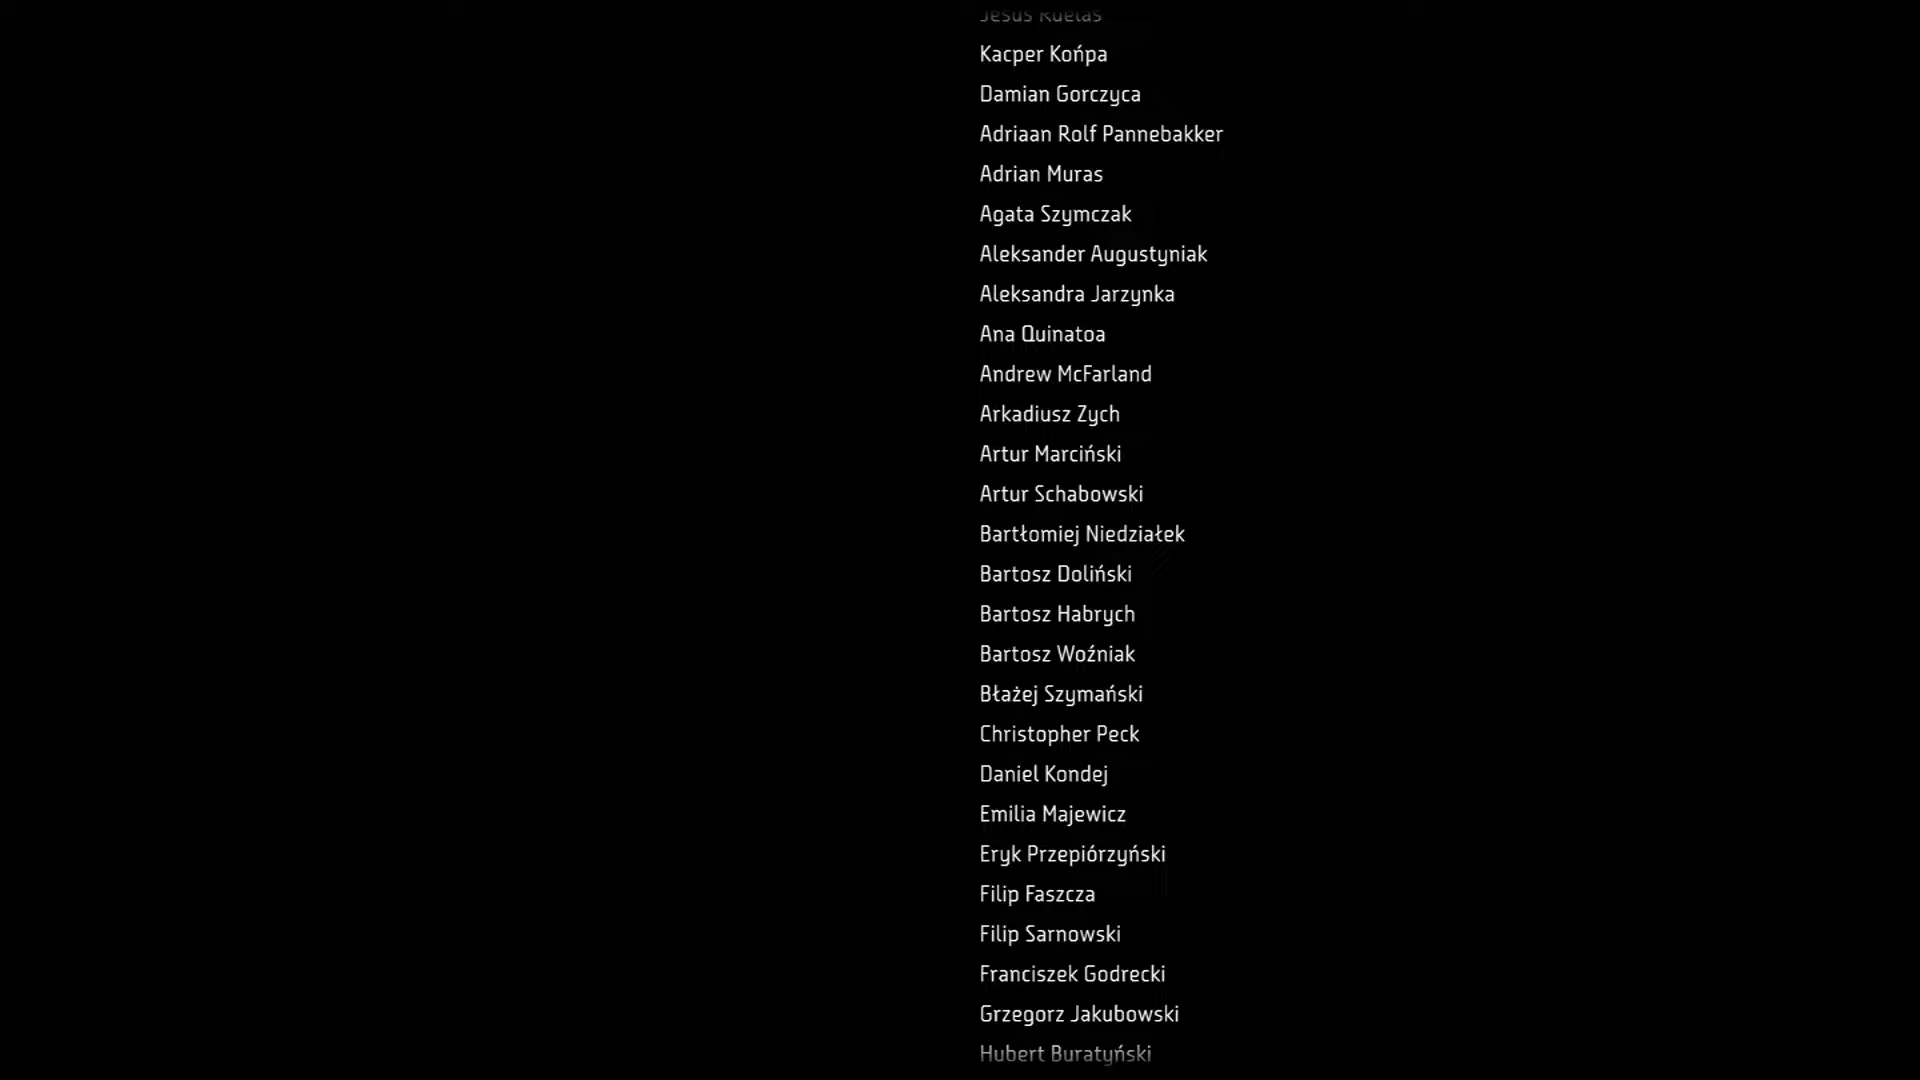 Jesus Ruelas
Kacper Końpa
Damian Gorczyca
Adriaan Rolf Pannebakker
Adrian Muras
Agata Szymczak
Aleksander Augustyniak
Aleksandra Jarzynka
Ana Quinatoa
Andrew McFarland
Arkadiusz Zych
Artur Marciński
Artur Schabowski
Bartłomiej Niedziałek
Bartosz Doliński
Bartosz Habrych
Bartosz Woźniak
Błażej Szymański
Christopher Peck
Daniel Kondej
Emilia Majewicz
Eryk Przepiórzyński
Filip Faszcza
Filip Sarnowski
Franciszek Godrecki
Grzegorz Jakubowski
Hubert Buratyński